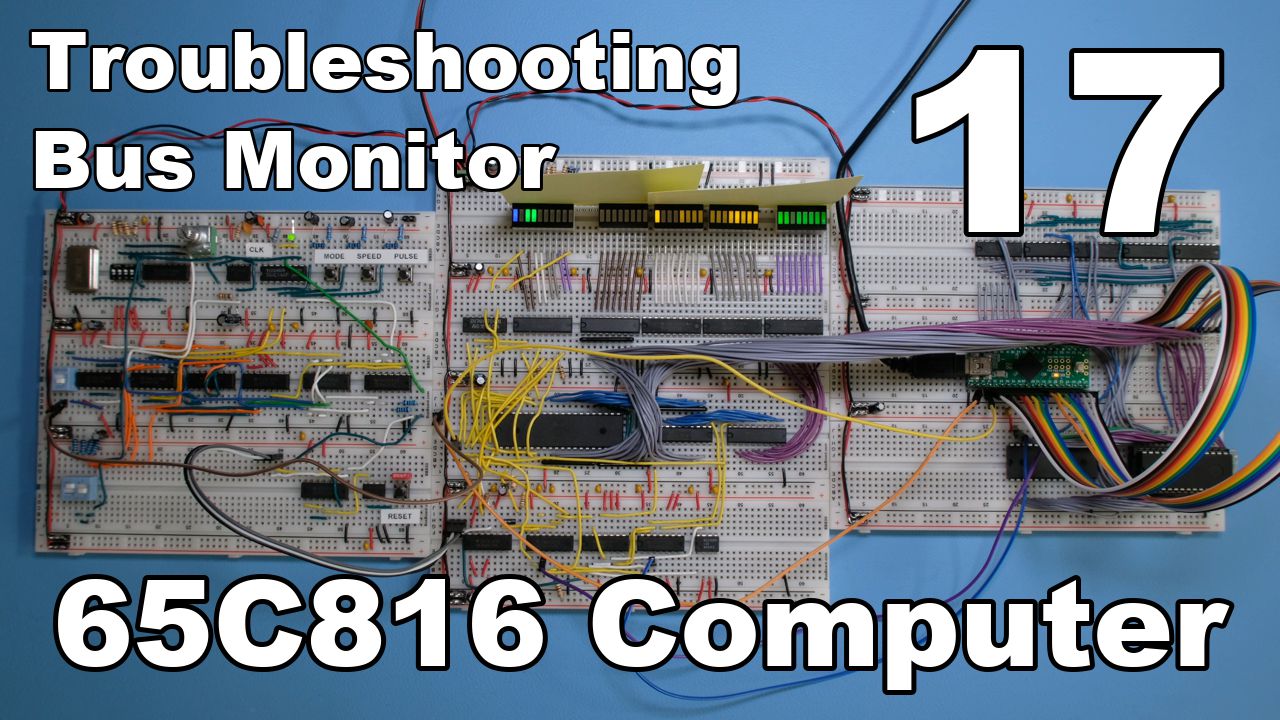 Troubleshooting
Bus Monitor
17
CLK
MODE SPEED PULSE
RESET
65C816 Computer